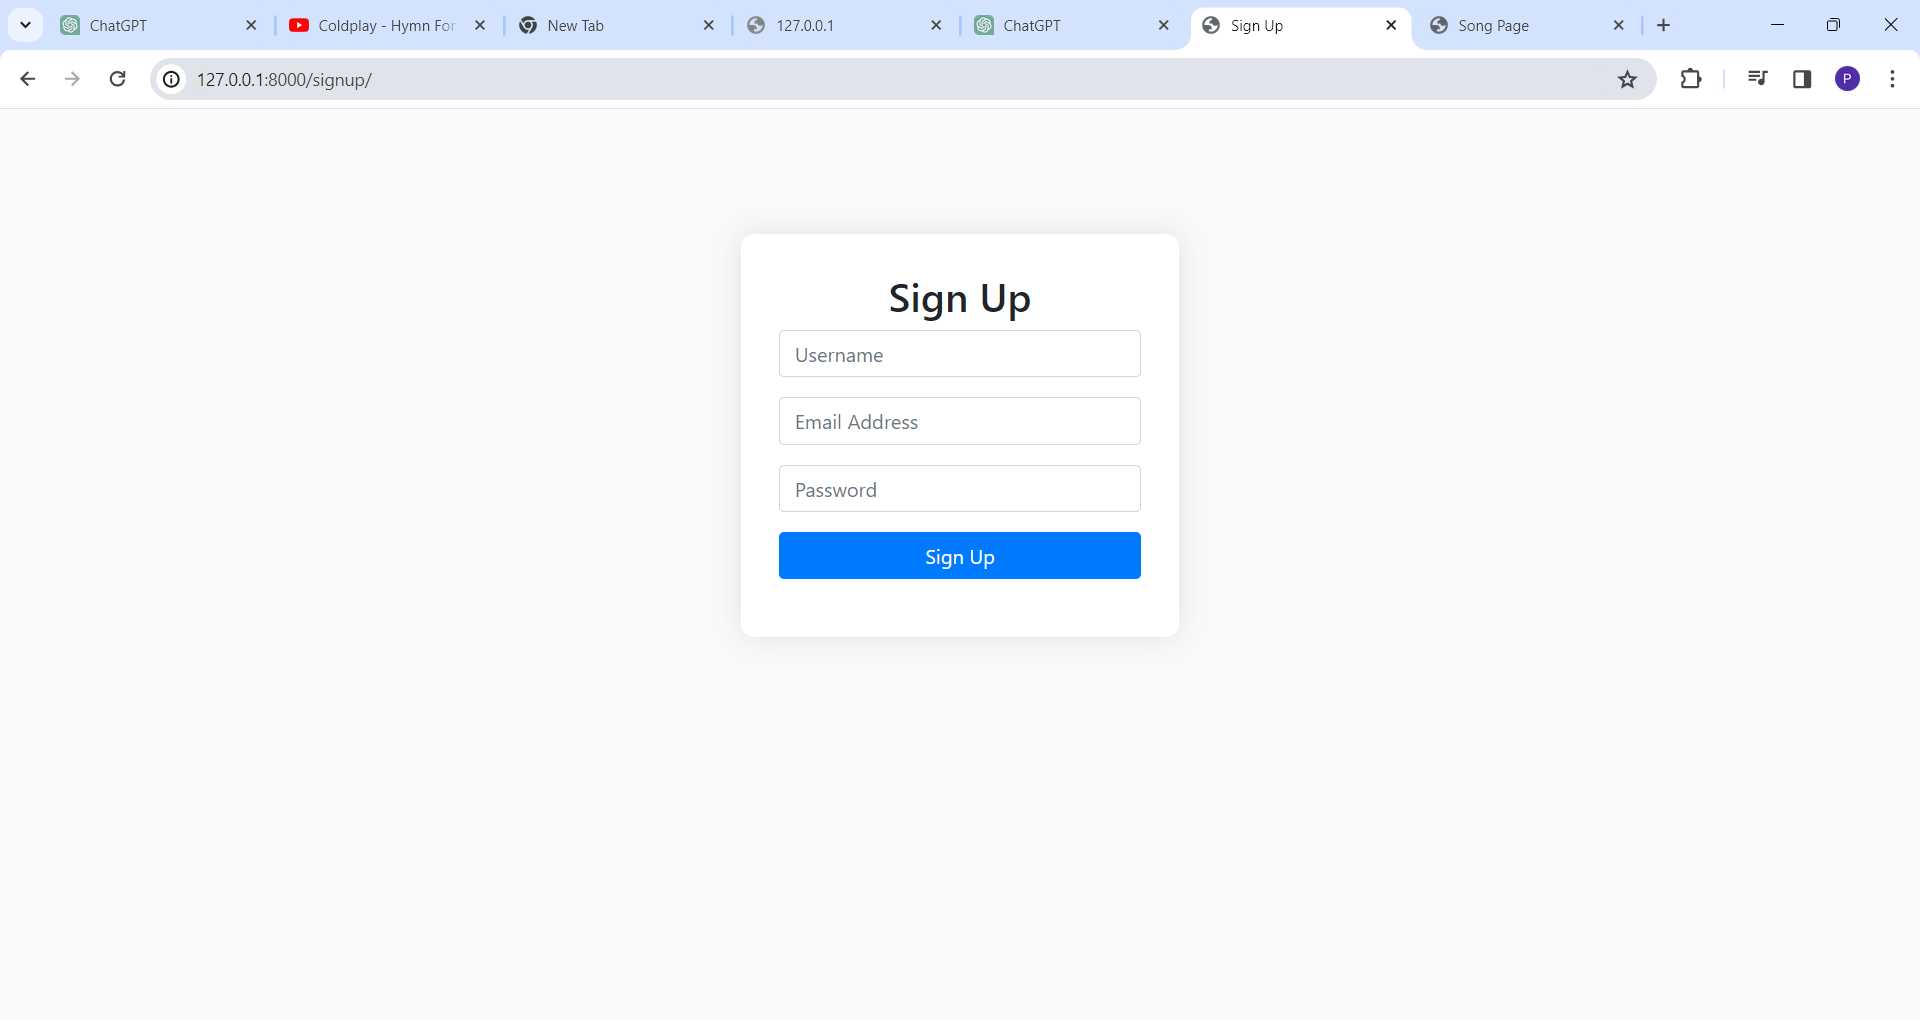 ChatGPT
Coldplay - Hymn For
New Tab
127.0.0.1
ChatGPT
Sign Up
Song Page
127.0.0.1:8000/signup/
P
Sign Up
Username
Email Address
Password
Sign Up